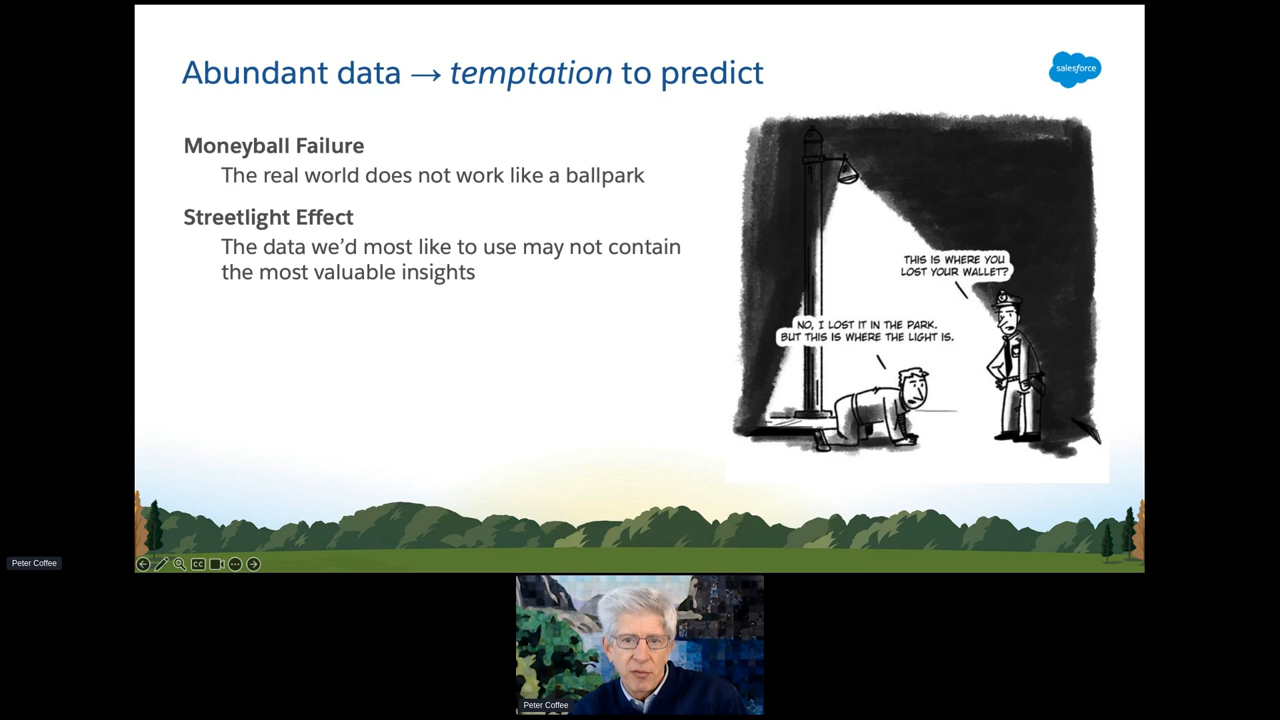 Abundant data → temptation to predict
salesforce
Moneyball Failure
The real world does not work like a ballpark
Streetlight Effect
The data we’d most like to use may not contain
the most valuable insights
THIS IS WHERE YOU
LOST YOUR WALLET?
NO, I LOST IT IN THE PARK.
BUT THIS IS WHERE THE LIGHT IS.
CC
Peter Coffee
Peter Coffee